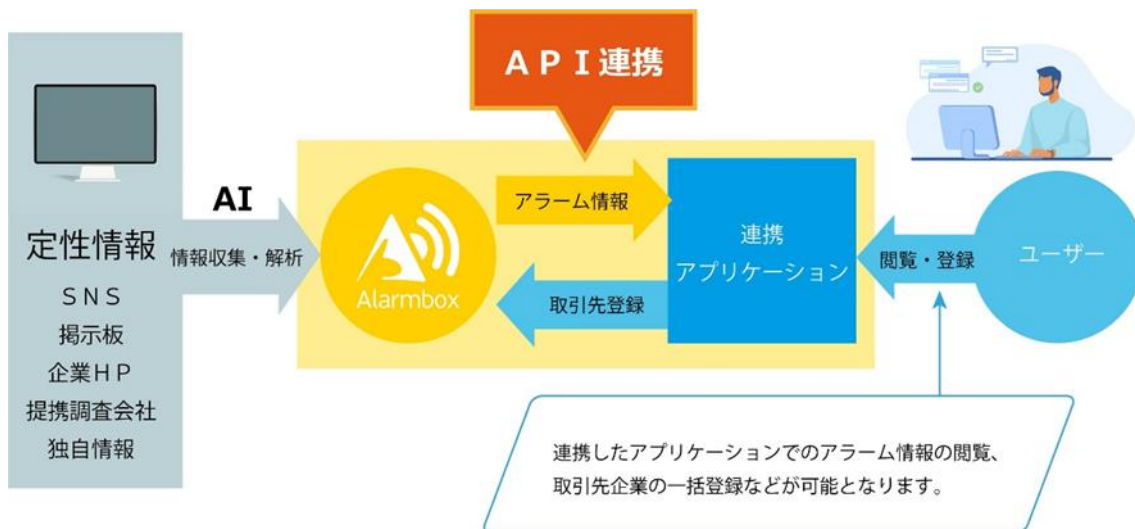 API連携
AI
定性情報
情報収集・解析
SNS
掲示板
企業HP
提携調査会社
独自情報
Alarmbox
アラーム情報
取引先登録
連携
アプリケーション
閲覧・登録
ユーザー
連携したアプリケーションでのアラーム情報の閲覧、
取引先企業の一括登録などが可能となります。